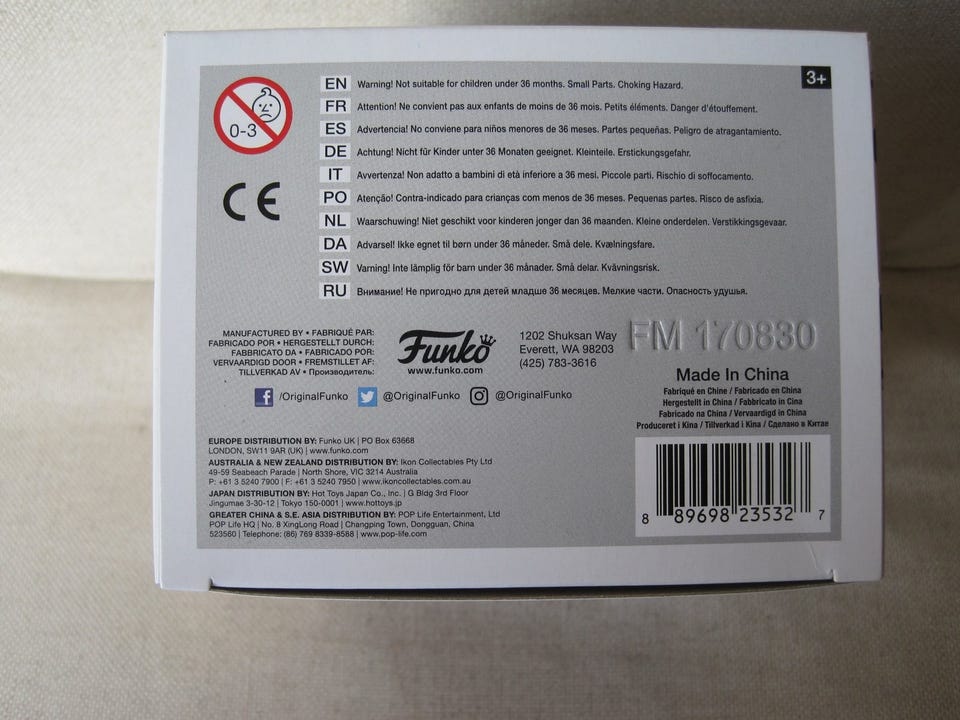 3+
0-3
EN Warning! Not suitable for children under 36 months. Small Parts. Choking Hazard.
FR Attention! Ne convient pas aux enfants de moins de 36 mois. Petits éléments. Danger d'étouffement.
ES Advertencia! No conviene para niños menores de 36 meses. Partes pequeñas. Peligro de atragantamiento.
DE Achtung! Nicht für Kinder unter 36 Monaten geeignet. Kleinteile. Erstickungsgefahr.
IT Avvertenza! Non adatto a bambini di età inferiore a 36 mesi. Piccole parti. Rischio di soffocamento.
PO Atenção! Contra-indicado para crianças com menos de 36 meses. Pequenas partes. Risco de asfixia.
NL Waarschuwing! Niet geschikt voor kinderen jonger dan 36 maanden. Kleine onderdelen. Verstikkingsgevaar.
DA Advarsel! Ikke egnet til børn under 36 måneder. Små dele. Kvælningsfare.
SW Varning! Inte lämplig för barn under 36 månader. Små delar. Kvävningsrisk.
RU Внимание! Не пригодно для детей младше 36 месяцев. Мелкие части. Опасность удушья.
CE
MANUFACTURED BY • FABRIQUÉ PAR:
FABRICADO POR • HERGESTELLT DURCH:
FABBRICATO DA • FABRICADO POR:
VERVAARDIGD DOOR • FREMSTILLET AF:
TILLVERKAD AV • Производитель:
Funko
www.funko.com
1202 Shuksan Way
Everett, WA 98203
(425) 783-3616
FM 170830
/OriginalFunko @OriginalFunko @OriginalFunko
Made In China
Fabriqué en Chine / Fabricado en China
Hergestellt in China / Fabbricato in Cina
Fabricado na China / Vervaardigd in China
Produceret i Kina / Tillverkad i Kina / Сделано в Китае
EUROPE DISTRIBUTION BY: Funko UK | PO Box 63668
LONDON, SW11 9AR (UK) | www.funko.com
AUSTRALIA & NEW ZEALAND DISTRIBUTION BY: Ikon Collectables Pty Ltd
49-59 Seabeach Parade | North Shore, VIC 3214 Australia
P: +61 3 5240 7900 | F: +61 3 5240 7950 | www.ikoncollectables.com.au
JAPAN DISTRIBUTION BY: Hot Toys Japan Co., Inc. | G Bldg 3rd Floor
Jingumae 3-30-12 | Tokyo 150-0001 | www.hottoys.jp
GREATER CHINA & S.E. ASIA DISTRIBUTION BY: POP Life Entertainment, Ltd
POP Life HQ | No. 8 XingLong Road | Changping Town, Dongguan, China
523560 | Telephone: (86) 769 8339-8588 | www.pop-life.com
8 89698 23532 7